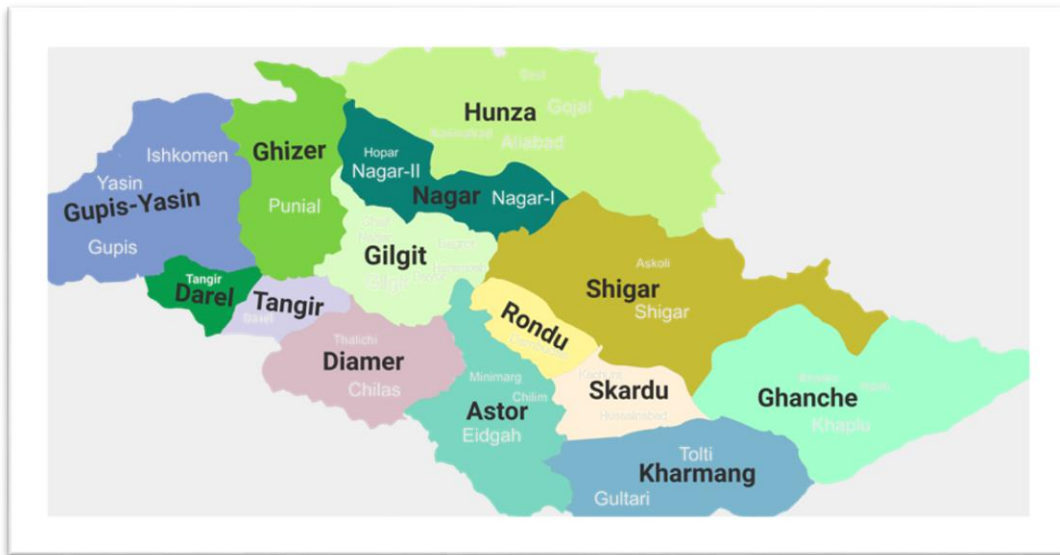 Hunza
Gojal
Aliabad
Ghizer
Punial
Ishkomen
Yasin
Gupis-Yasin
Gupis
Hopar
Nagar-II
Nagar
Nagar-I
Gilgit
Tangir
Darel
Tangir
Darel
Thalichi
Diamer
Chilas
Askoli
Shigar
Shigar
Rondu
Skardu
Hussainabad
Minimarg
Chilim
Astor
Eidgah
Ghanche
Khaplu
Tolti
Kharmang
Gultari